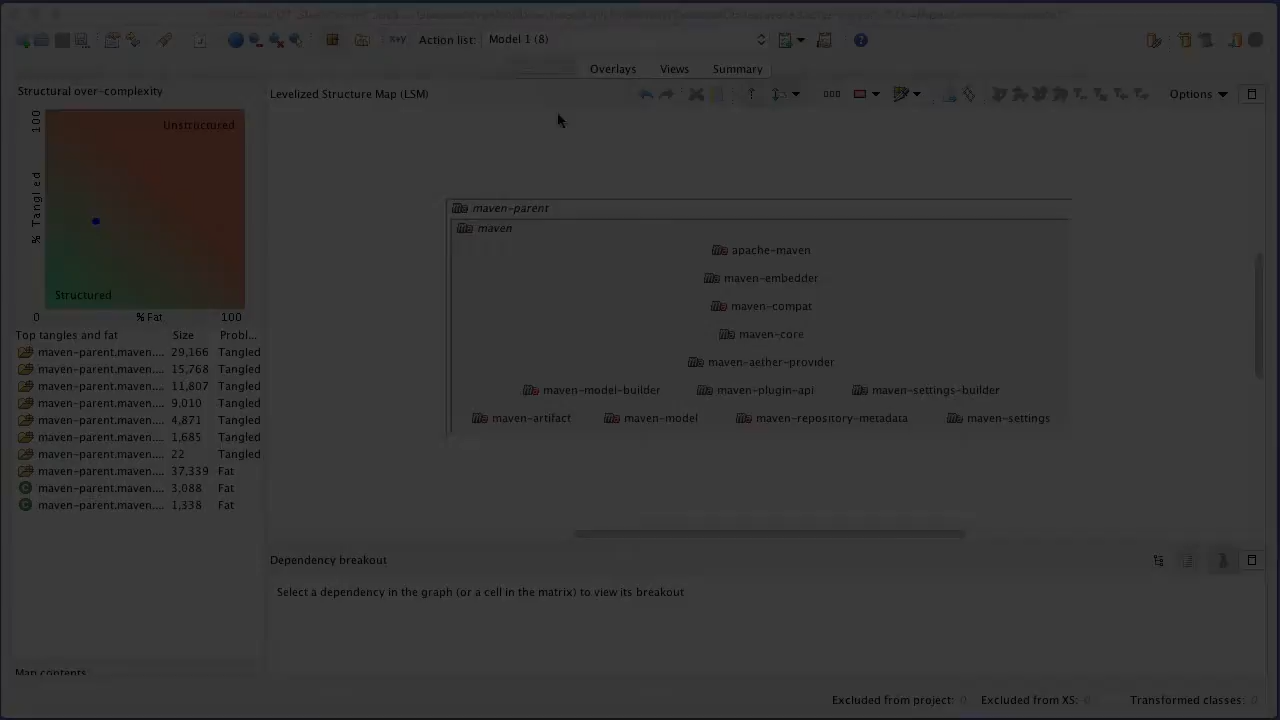 Action list: Model 1 (8)
Overlays Views Summary
Structural over-complexity
100
Unstructured
% Tangled
Structured
0 % Fat 100
Top tangles and fat Size Probl...
maven-parent.maven.... 29,166 Tangled
maven-parent.maven.... 15,768 Tangled
maven-parent.maven.... 11,807 Tangled
maven-parent.maven.... 9,010 Tangled
maven-parent.maven.... 4,871 Tangled
maven-parent.maven.... 1,685 Tangled
maven-parent.maven.... 22 Tangled
maven-parent.maven.... 37,339 Fat
maven-parent.maven.... 3,088 Fat
maven-parent.maven.... 1,338 Fat
Map contents
Levelized Structure Map (LSM) Options
maven-parent
maven
apache-maven
maven-embedder
maven-compat
maven-core
maven-aether-provider
maven-model-builder maven-plugin-api maven-settings-builder
maven-artifact maven-model maven-repository-metadata maven-settings
Dependency breakout
Select a dependency in the graph (or a cell in the matrix) to view its breakout
Excluded from project: 0 Excluded from XS: 0 Transformed classes: 0